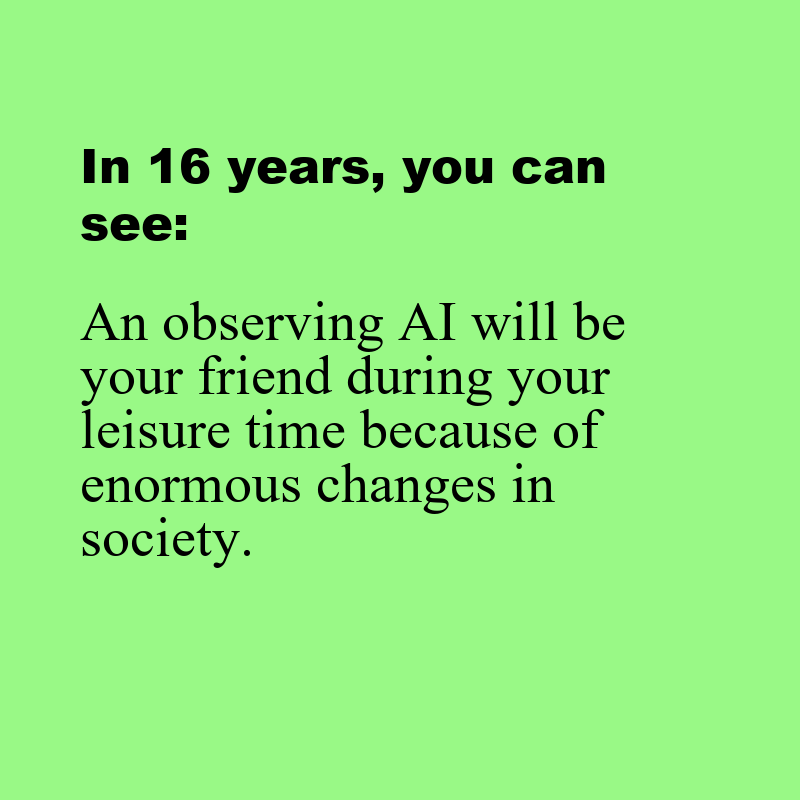 In 16 years, you can
see:
An observing AI will be
your friend during your
leisure time because of
enormous changes in
society.